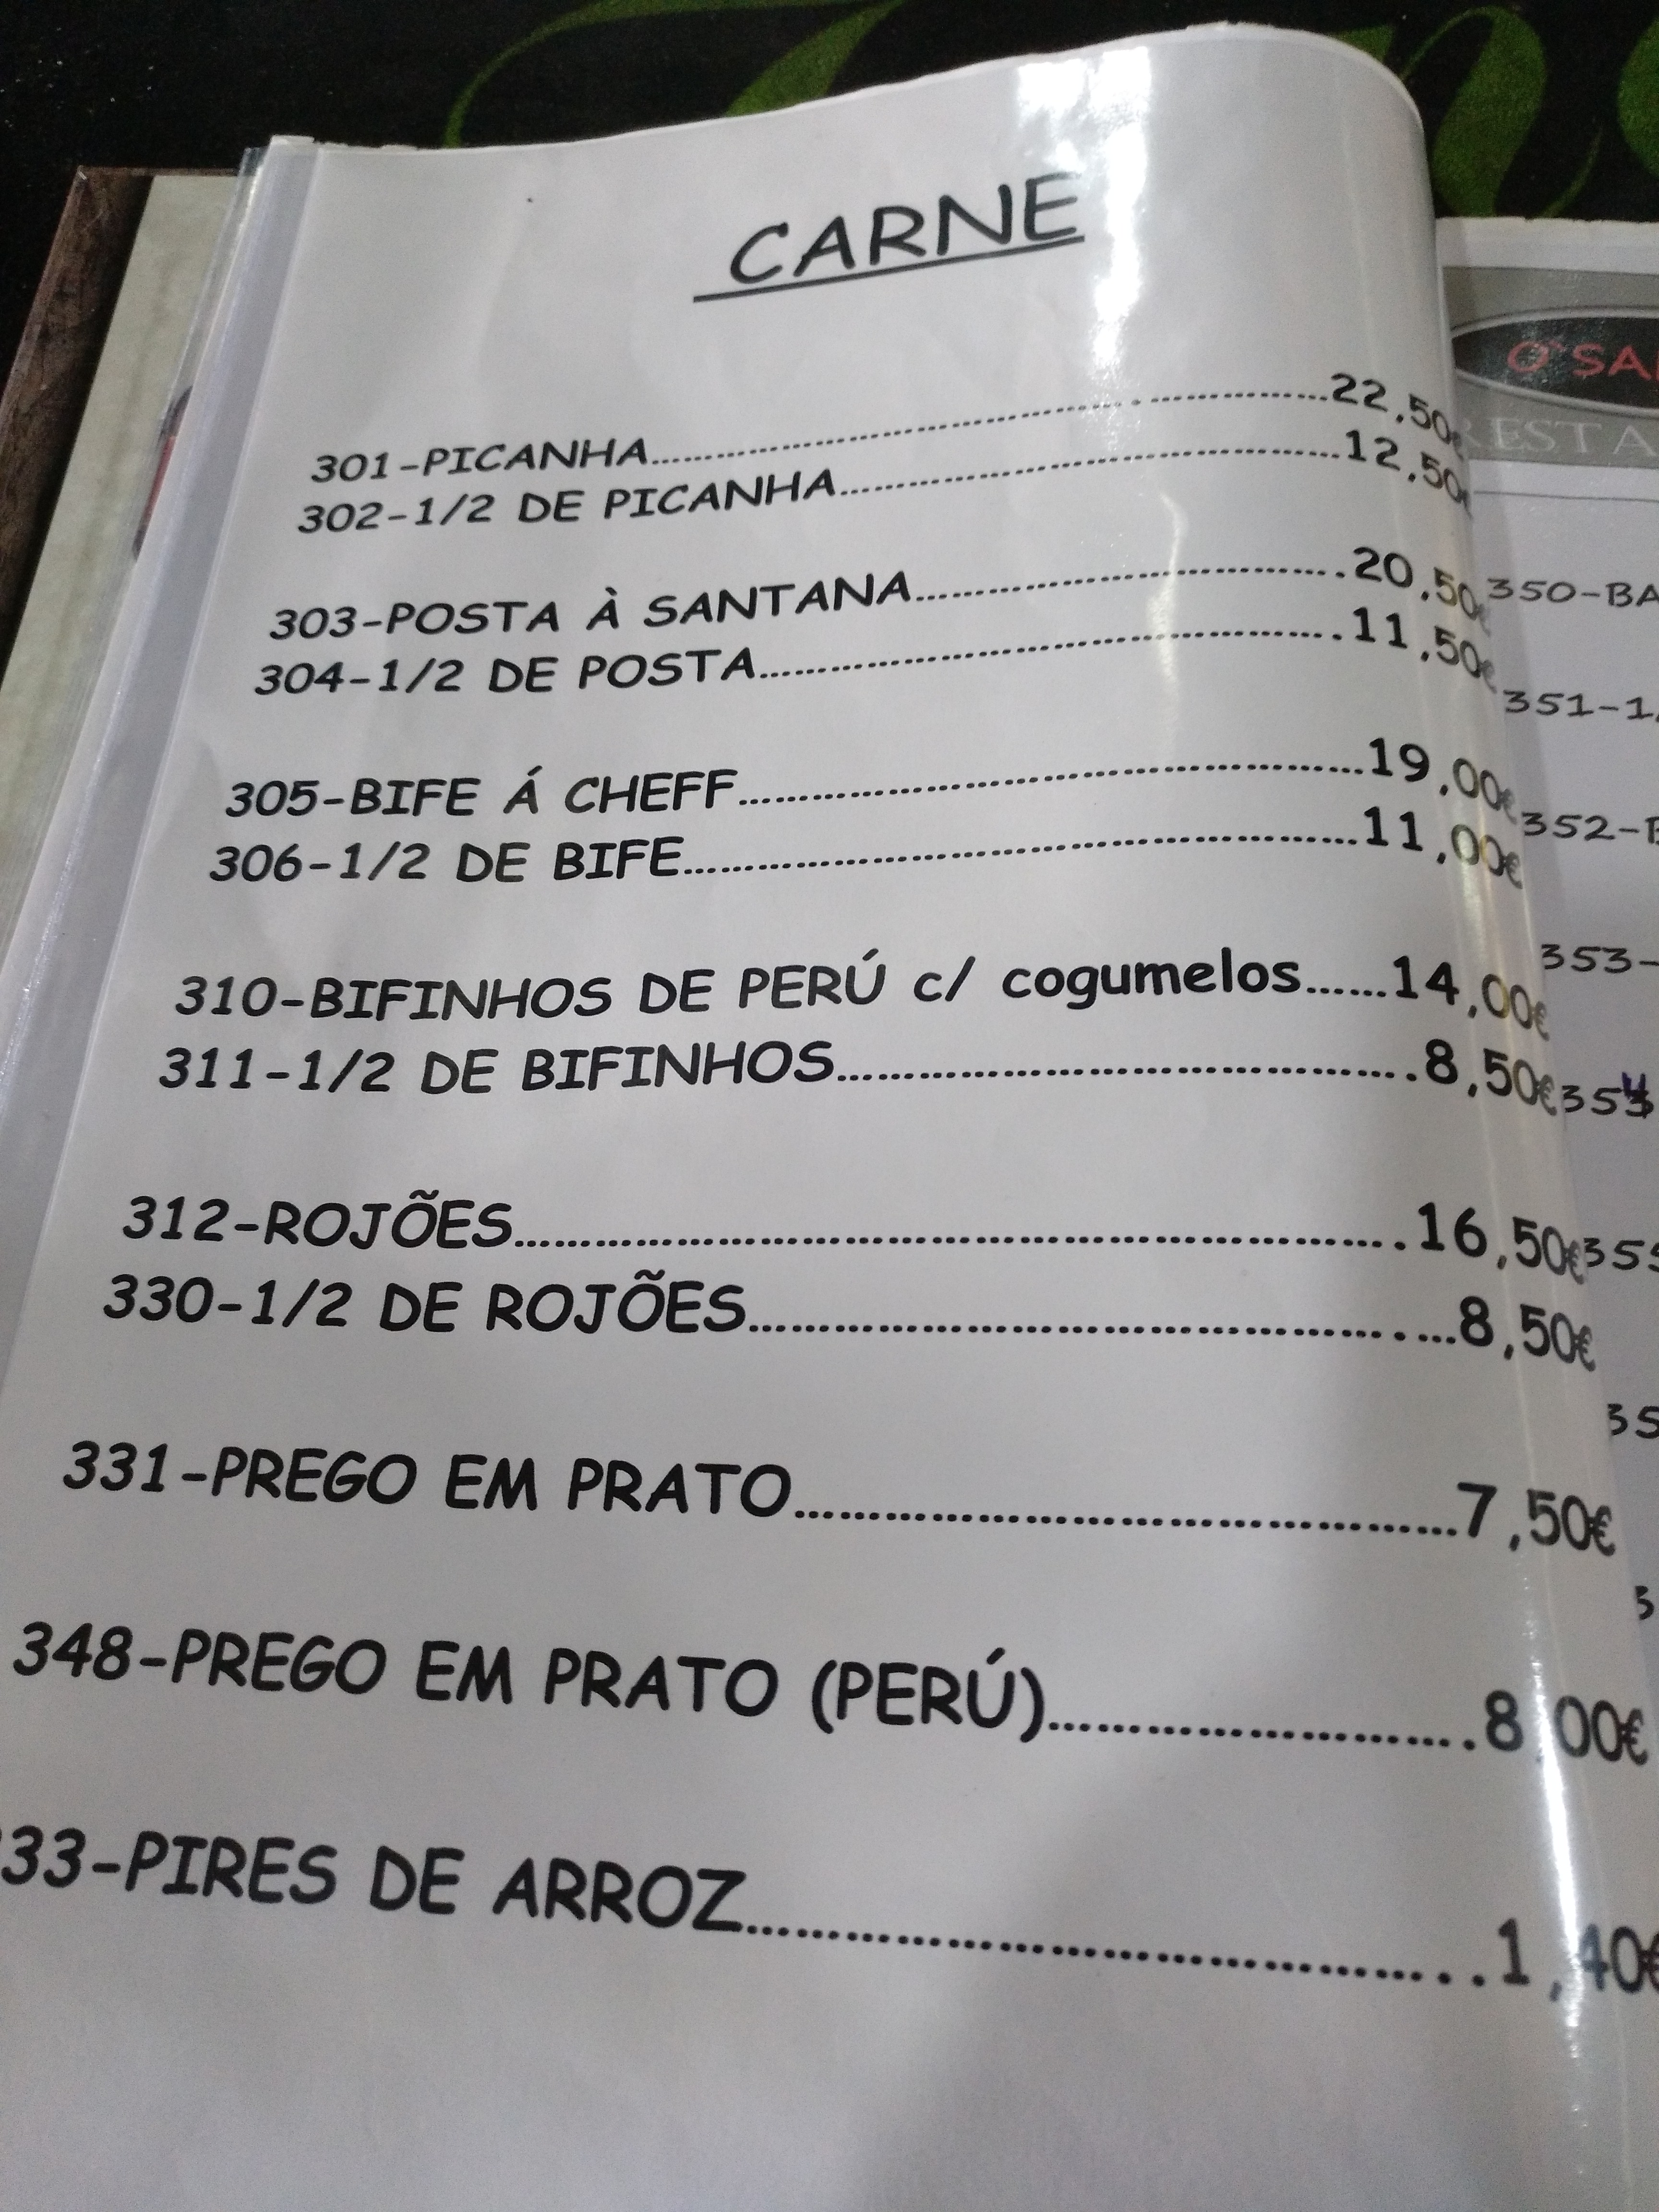 CARNE
301-PICANHA........22,50€
302-1/2 DE PICANHA........12,50€
303-POSTA À SANTANA........20,50€
304-1/2 DE POSTA........11,50€
305-BIFE Á CHEFF........19,00€
306-1/2 DE BIFE........11,00€
310-BIFINHOS DE PERÚ c/ cogumelos......14,00€
311-1/2 DE BIFINHOS........8,50€
312-ROJÕES........16,50€
330-1/2 DE ROJÕES........8,50€
331-PREGO EM PRATO........7,50€
348-PREGO EM PRATO (PERÚ)........8,00€
33-PIRES DE ARROZ........1,40€
O'SA
REST
350-BA
351-1/
352-
353-